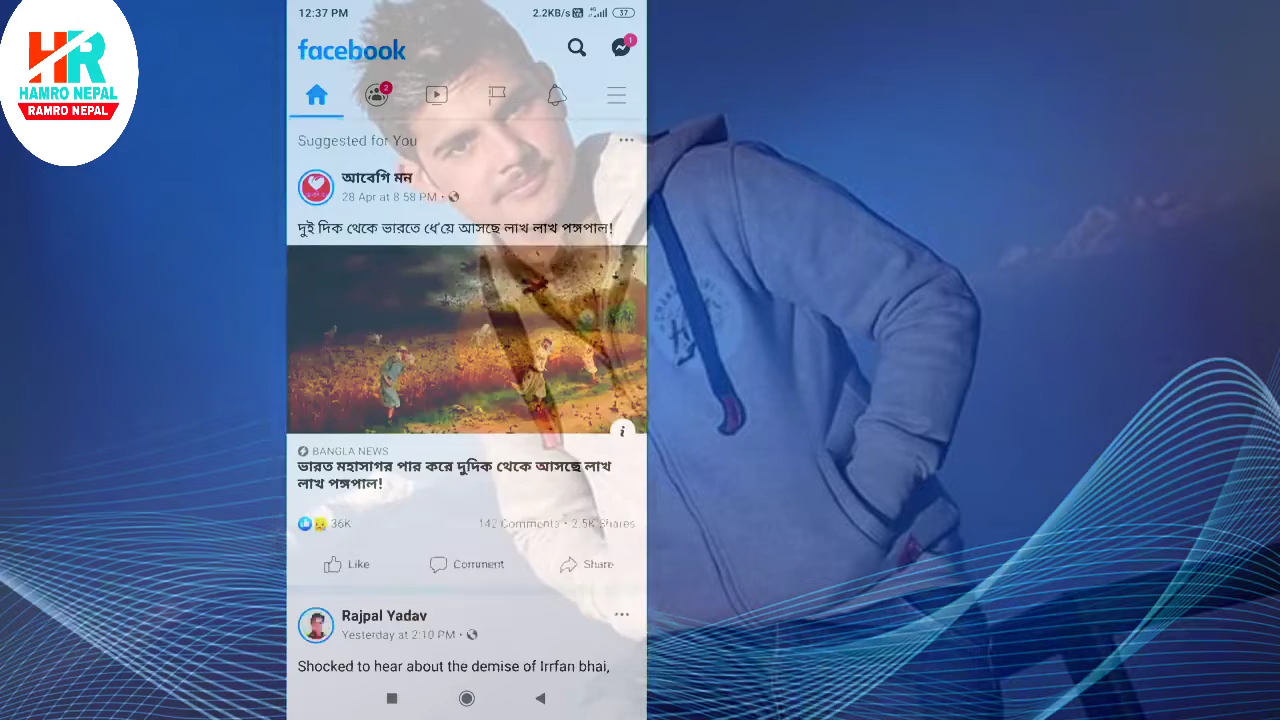 HR
HAMRO NEPAL
RAMRO NEPAL
12:37 PM
2.2KB/s
4G
37
facebook
1
2
Suggested for You
আবেগি মন
28 Apr at 8:58 PM
দুই দিক থেকে ভারতে ধে'য়ে আসছে লাখ লাখ পঙ্গপাল!
BANGLA NEWS
ভারত মহাসাগর পার করে দুদিক থেকে আসছে লাখ
লাখ পঙ্গপাল!
36K
142 Comments • 2.5K Shares
Like
Comment
Share
Rajpal Yadav
Yesterday at 2:10 PM
Shocked to hear about the demise of Irrfan bhai,